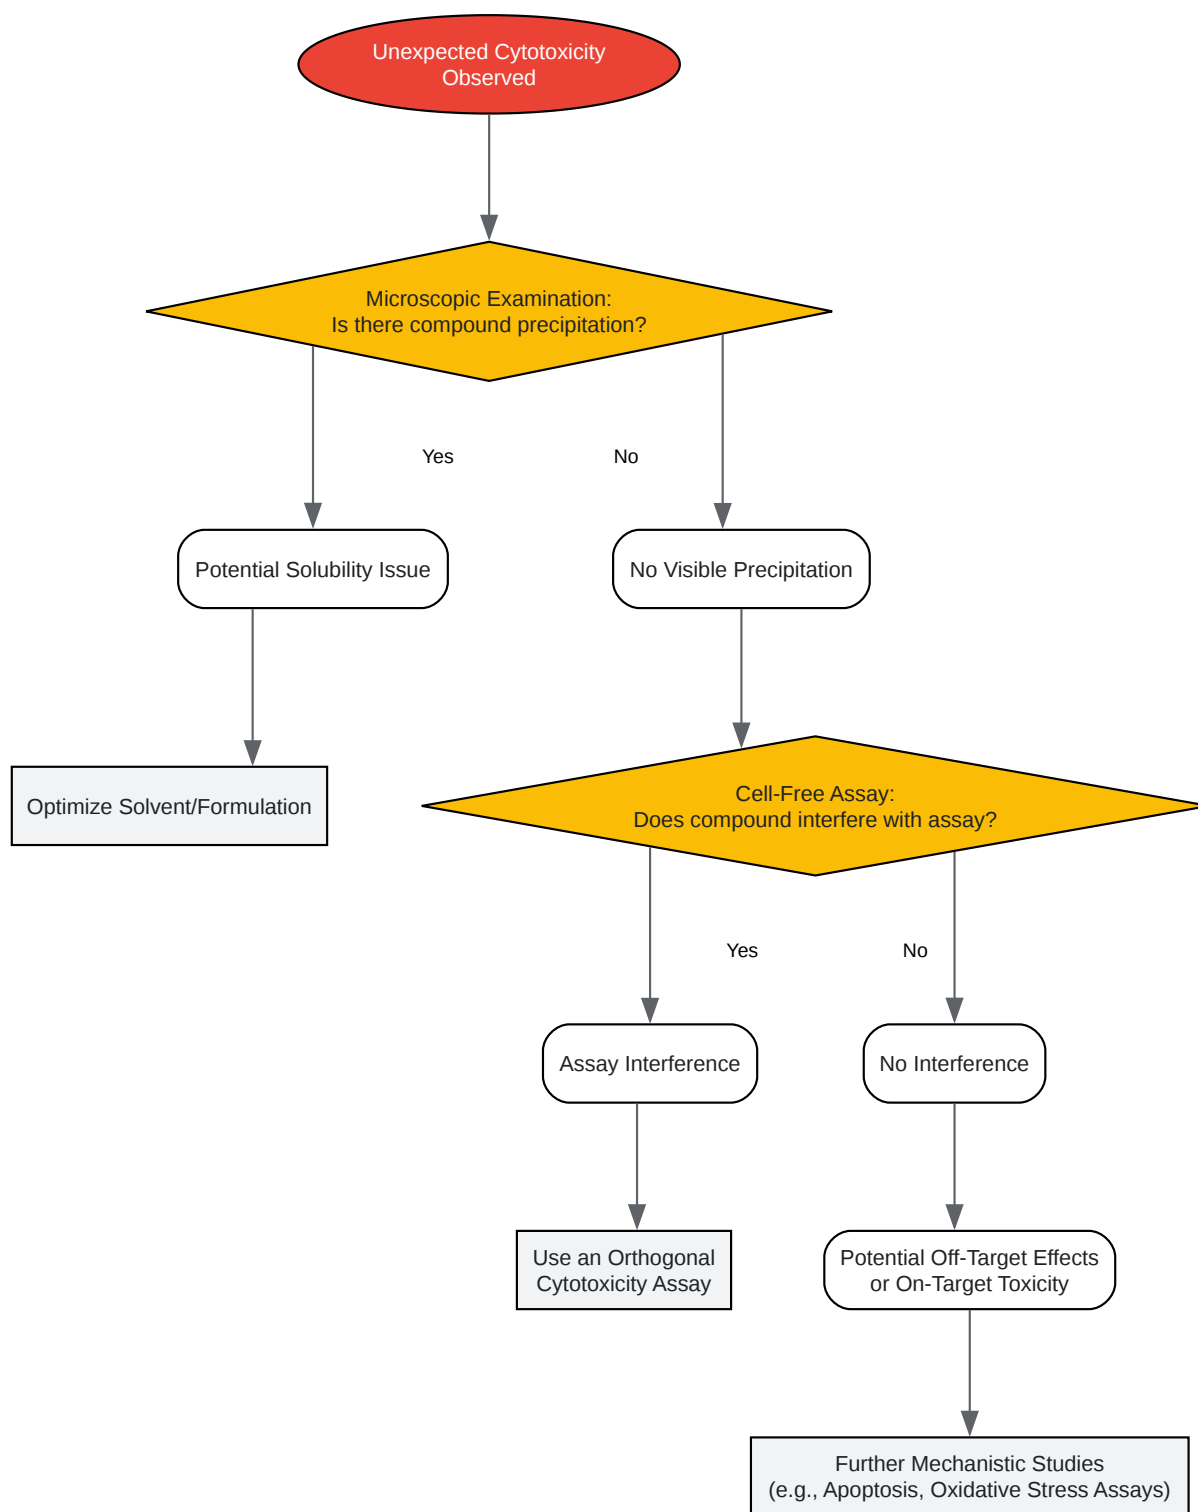 Unexpected Cytotoxicity
Observed
Microscopic Examination:
Is there compound precipitation?
Yes
No
Potential Solubility Issue
No Visible Precipitation
Optimize Solvent/Formulation
Cell-Free Assay:
Does compound interfere with assay?
Yes
No
Assay Interference
No Interference
Use an Orthogonal
Cytotoxicity Assay
Potential Off-Target Effects
or On-Target Toxicity
Further Mechanistic Studies
(e.g., Apoptosis, Oxidative Stress Assays)